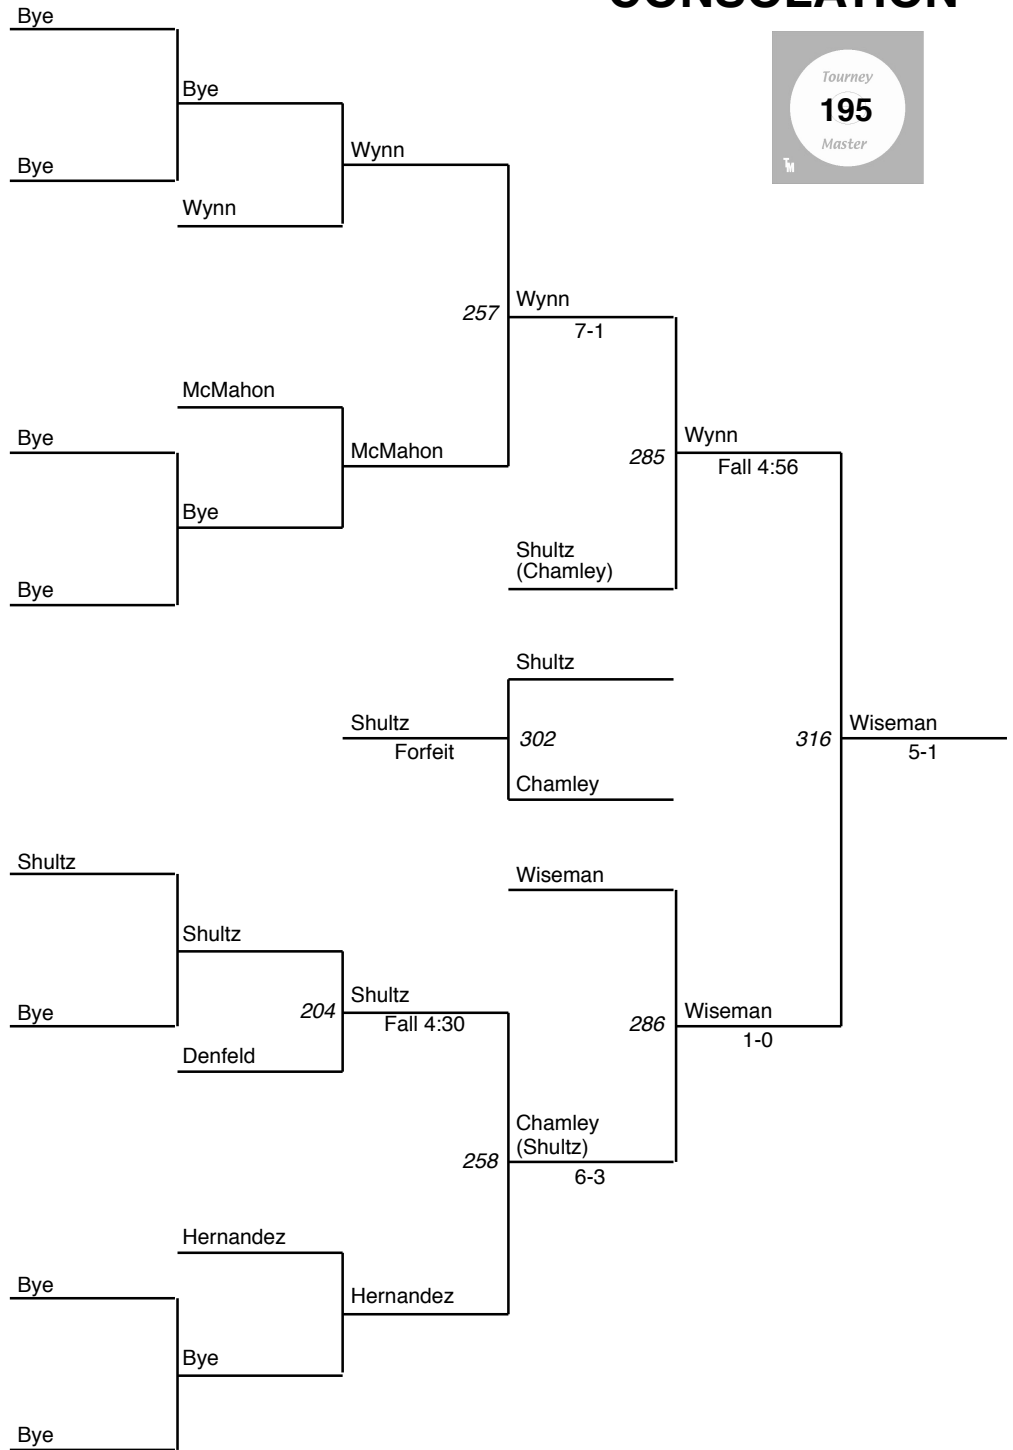 CONSOLATION
Bye
Tourney
195
Master
TM
Bye
Wynn
Bye
Wynn
257
Wynn
7-1
McMahon
Bye
McMahon
285
Wynn
Fall 4:56
Bye
Shultz
(Chamley)
Bye
Shultz
Shultz
Forfeit
302
316
Wiseman
5-1
Chamley
Shultz
Wiseman
Shultz
Bye
204
Shultz
Fall 4:30
286
Wiseman
1-0
Denfeld
Chamley
(Shultz)
258
6-3
Hernandez
Bye
Hernandez
Bye
Bye